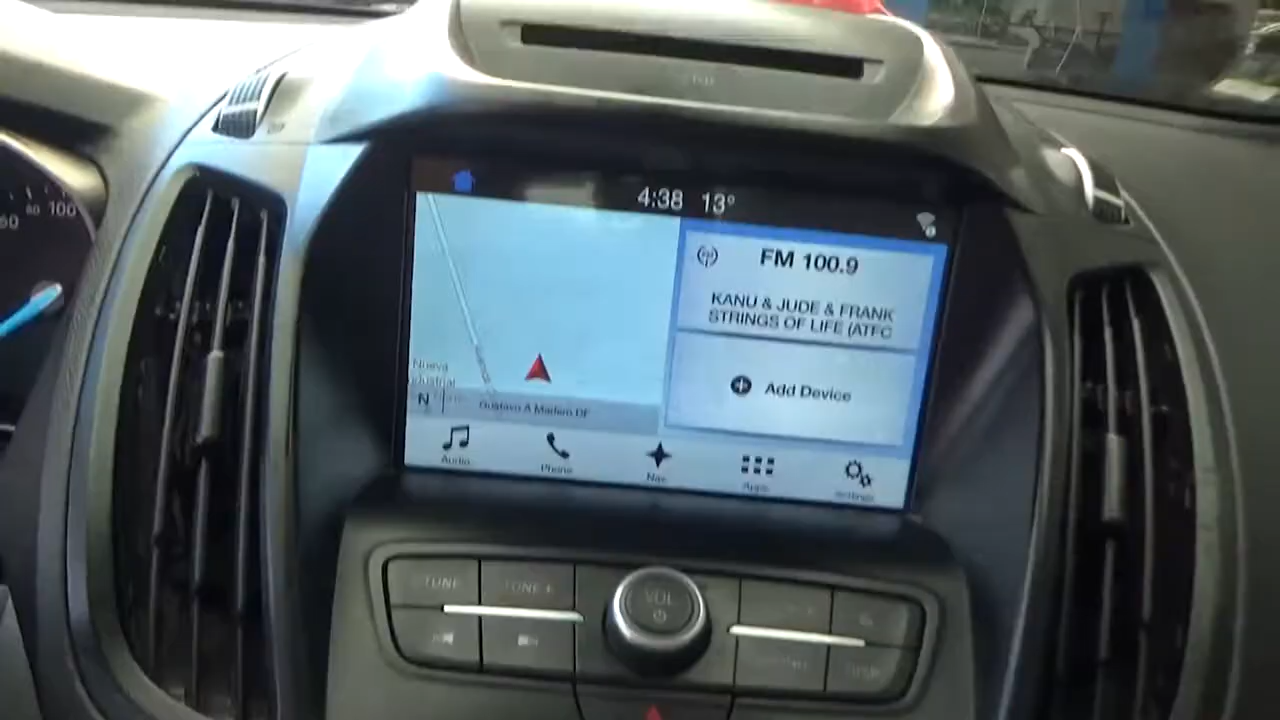 4:38 13°
FM 100.9
KANU & JUDE & FRANK
STRINGS OF LIFE (ATFC
Add Device
Nueva
ndustrial
N
Gustavo A Madero DF
Audio
Phone
Nav
Apps
Settings
60
80
100
TUNE
TUNE +
VOL